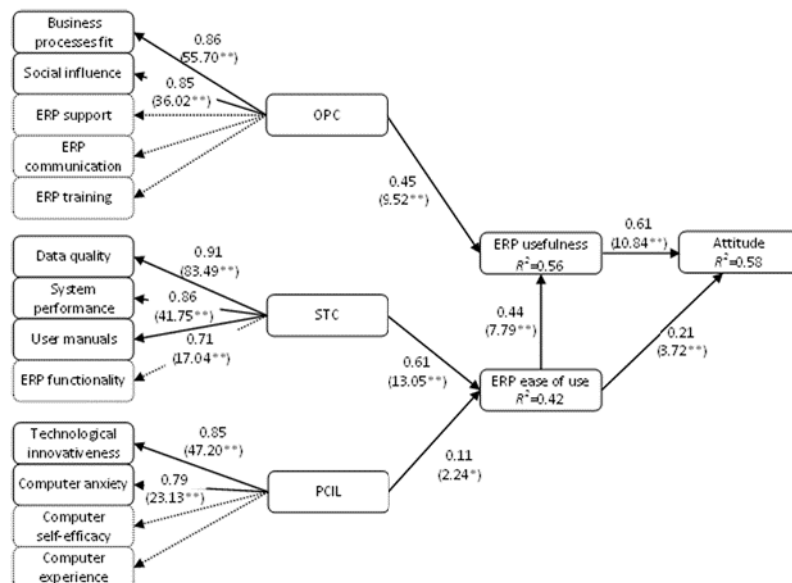 Business
processes fit
Social influence
ERP support
ERP
communication
ERP training
0.86
(55.70**)
0.85
(36.02**)
OPC
0.45
(9.52**)
Data quality
System
performance
User manuals
ERP functionality
0.91
(83.49**)
0.86
(41.75**)
0.71
(17.04**)
STC
0.61
(13.05**)
ERP usefulness
R²=0.56
0.61
(10.84**)
Attitude
R²=0.58
0.44
(7.79**)
0.21
(3.72**)
ERP ease of use
R²=0.42
Technological
innovativeness
Computer anxiety
Computer
self-efficacy
Computer
experience
0.85
(47.20**)
0.79
(23.13**)
PCIL
0.11
(2.24*)